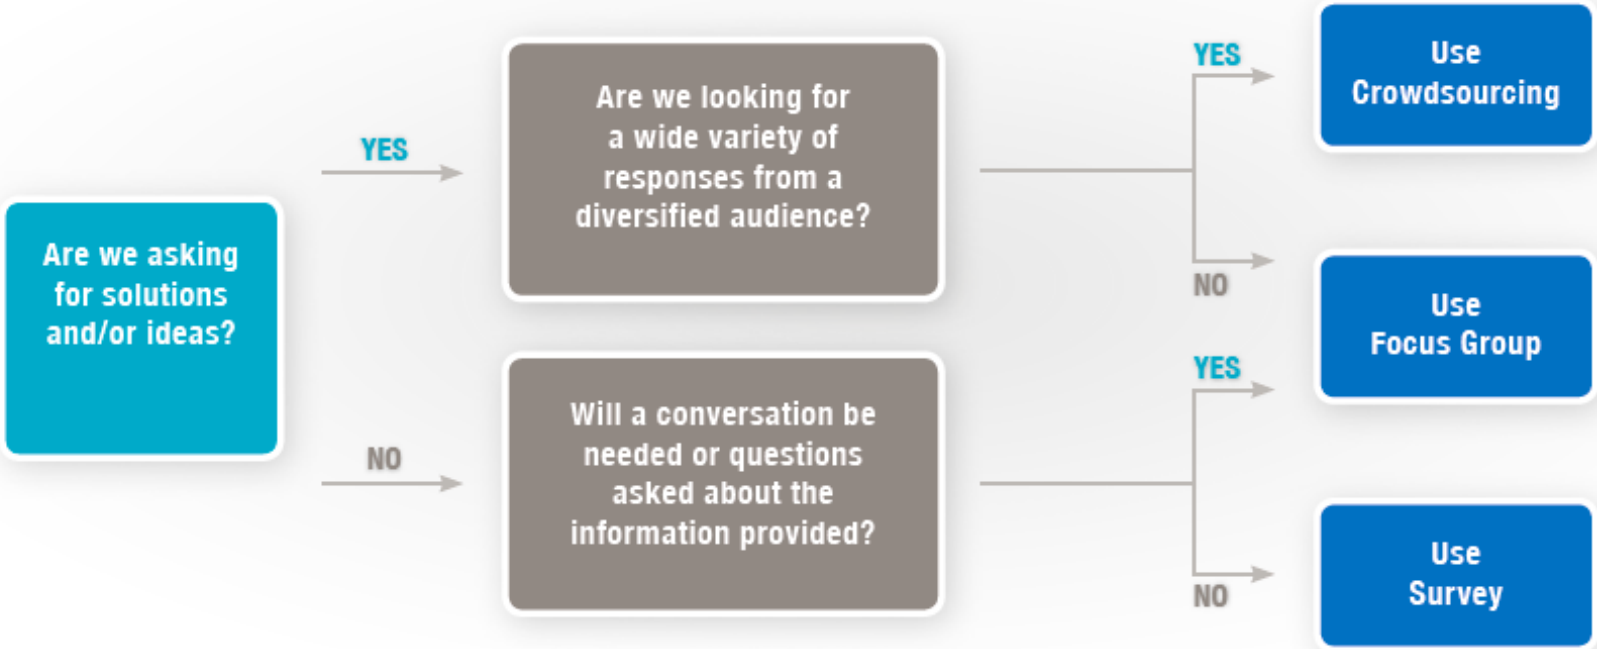 Are we asking
for solutions
and/or ideas?
YES
NO
Are we looking for
a wide variety of
responses from a
diversified audience?
Will a conversation be
needed or questions
asked about the
information provided?
YES
NO
YES
NO
Use
Crowdsourcing
Use
Focus Group
Use
Survey